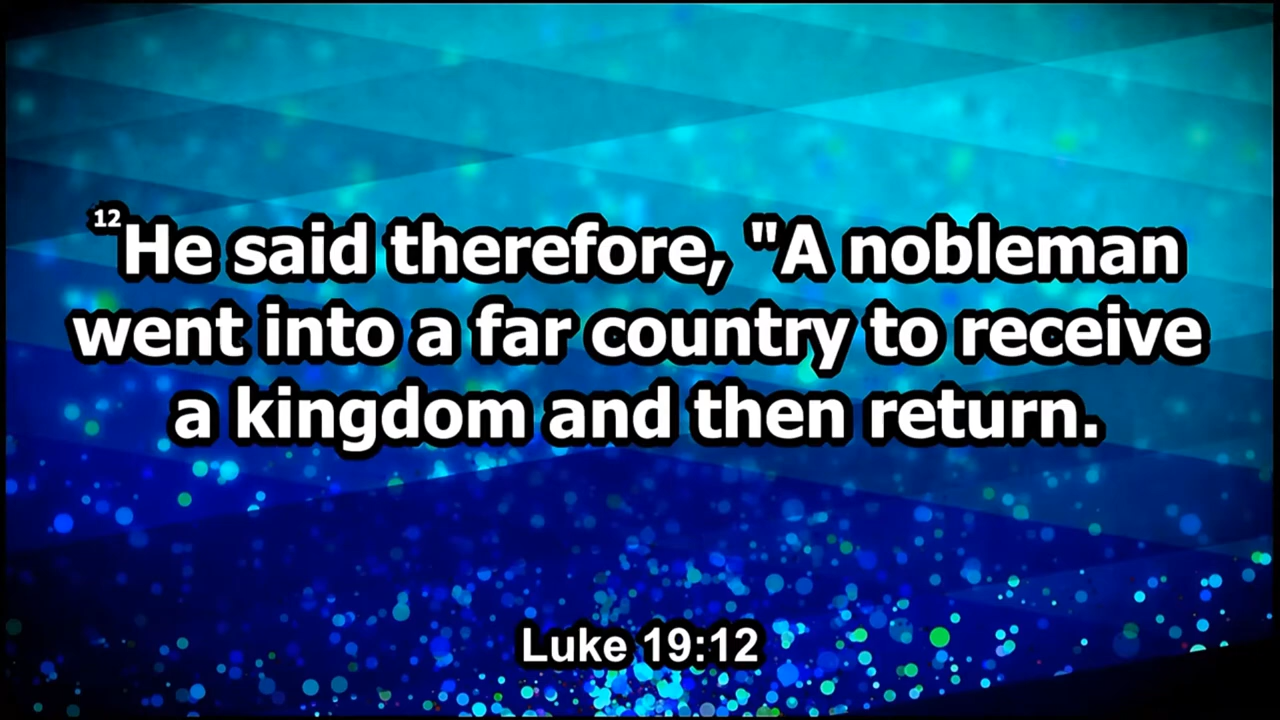 12He said therefore, "A nobleman
went into a far country to receive
a kingdom and then return.
Luke 19:12